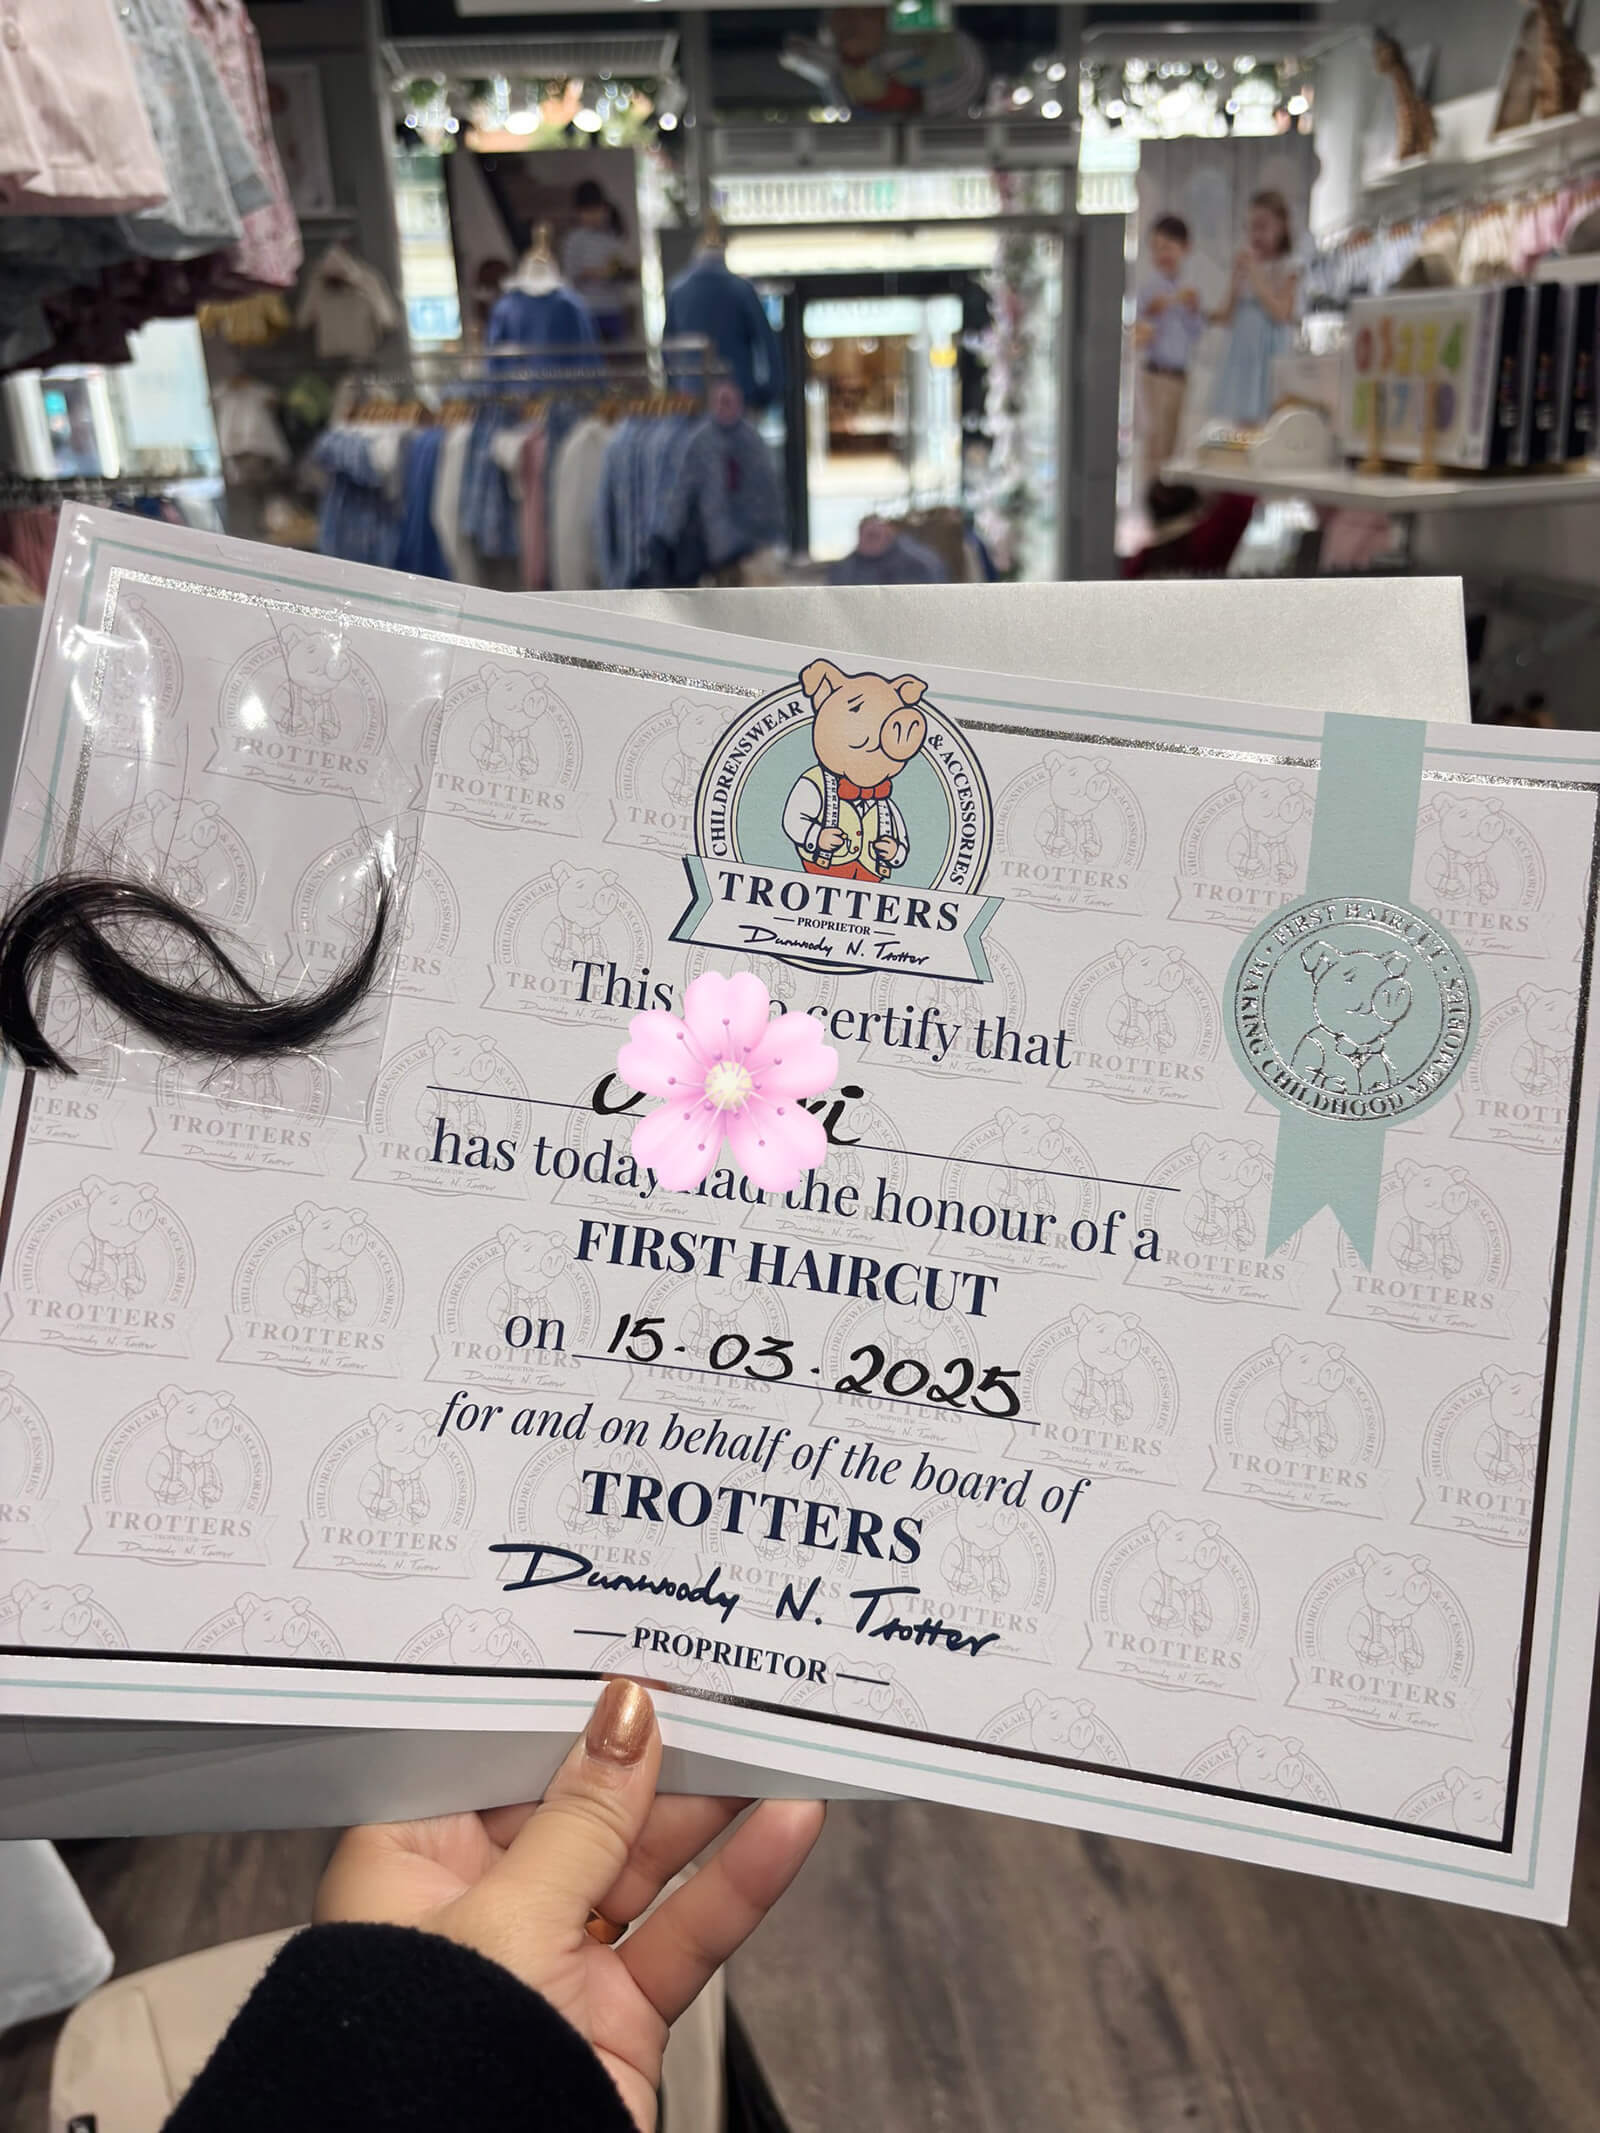 CHILDRENSWEAR & ACCESSORIES
TROTTERS
PROPRIETOR
Dunwoody N. Trotter
· FIRST HAIRCUT ·
MAKING CHILDHOOD MEMORIES
This certify that
has today had the honour of a
FIRST HAIRCUT
on 15·03·2025
for and on behalf of the board of
TROTTERS
Dunwoody N. Trotter
PROPRIETOR